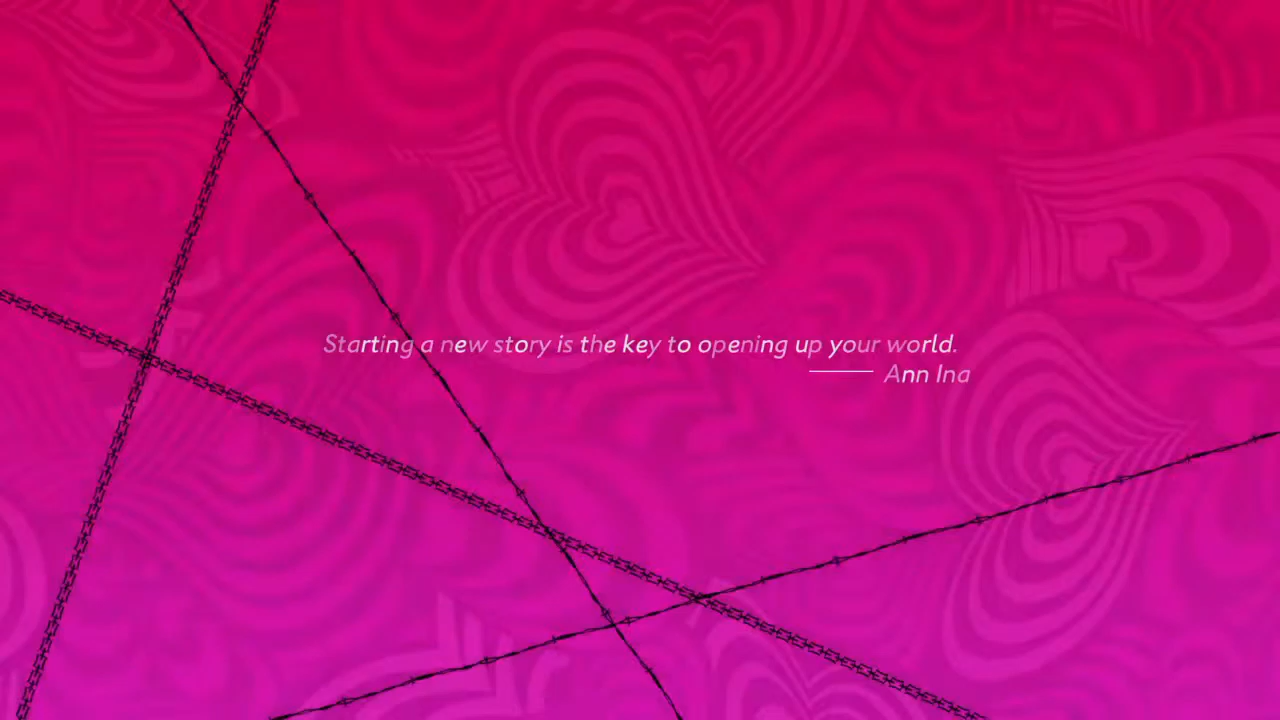 Starting a new story is the key to opening up your world.
—— Ann Ina